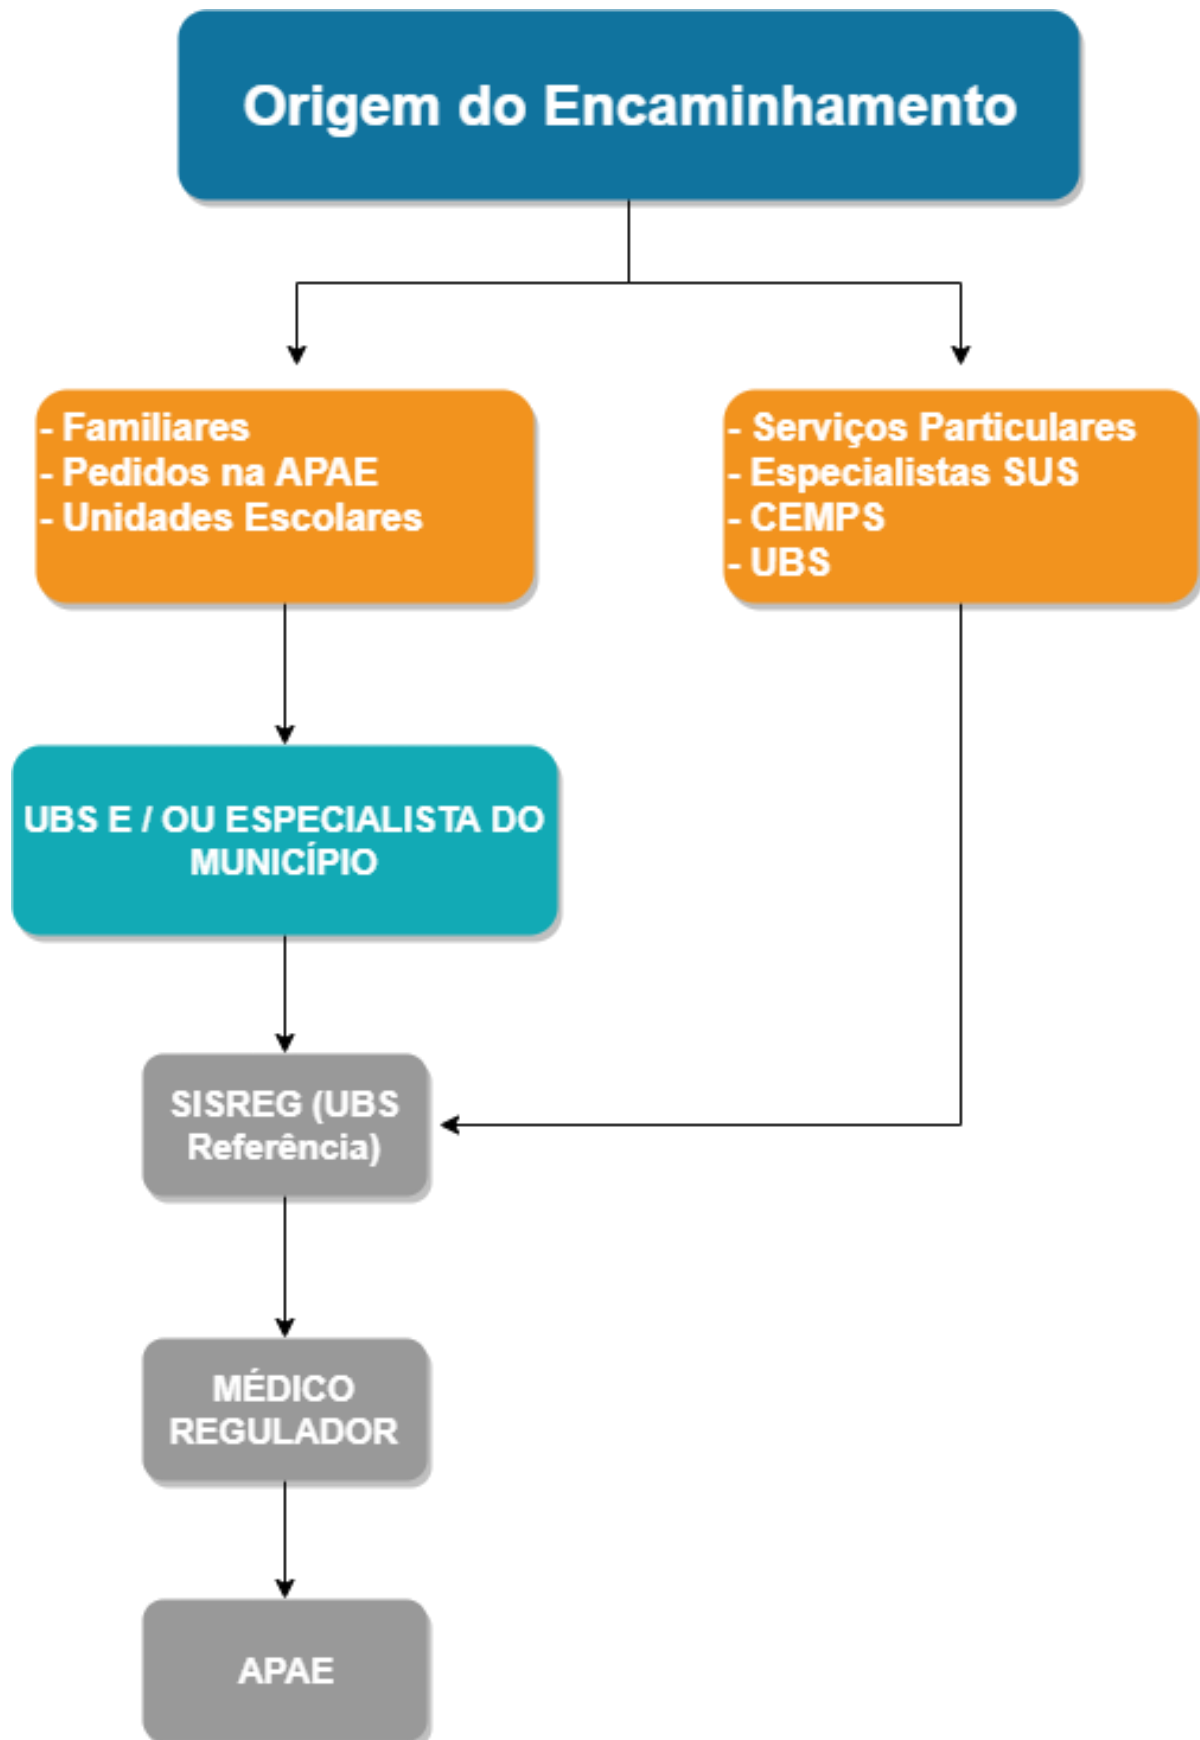 Origem do Encaminhamento
- Familiares
- Pedidos na APAE
- Unidades Escolares
- Serviços Particulares
- Especialistas SUS
- CEMPS
- UBS
UBS E / OU ESPECIALISTA DO
MUNICÍPIO
SISREG (UBS
Referência)
MÉDICO
REGULADOR
APAE